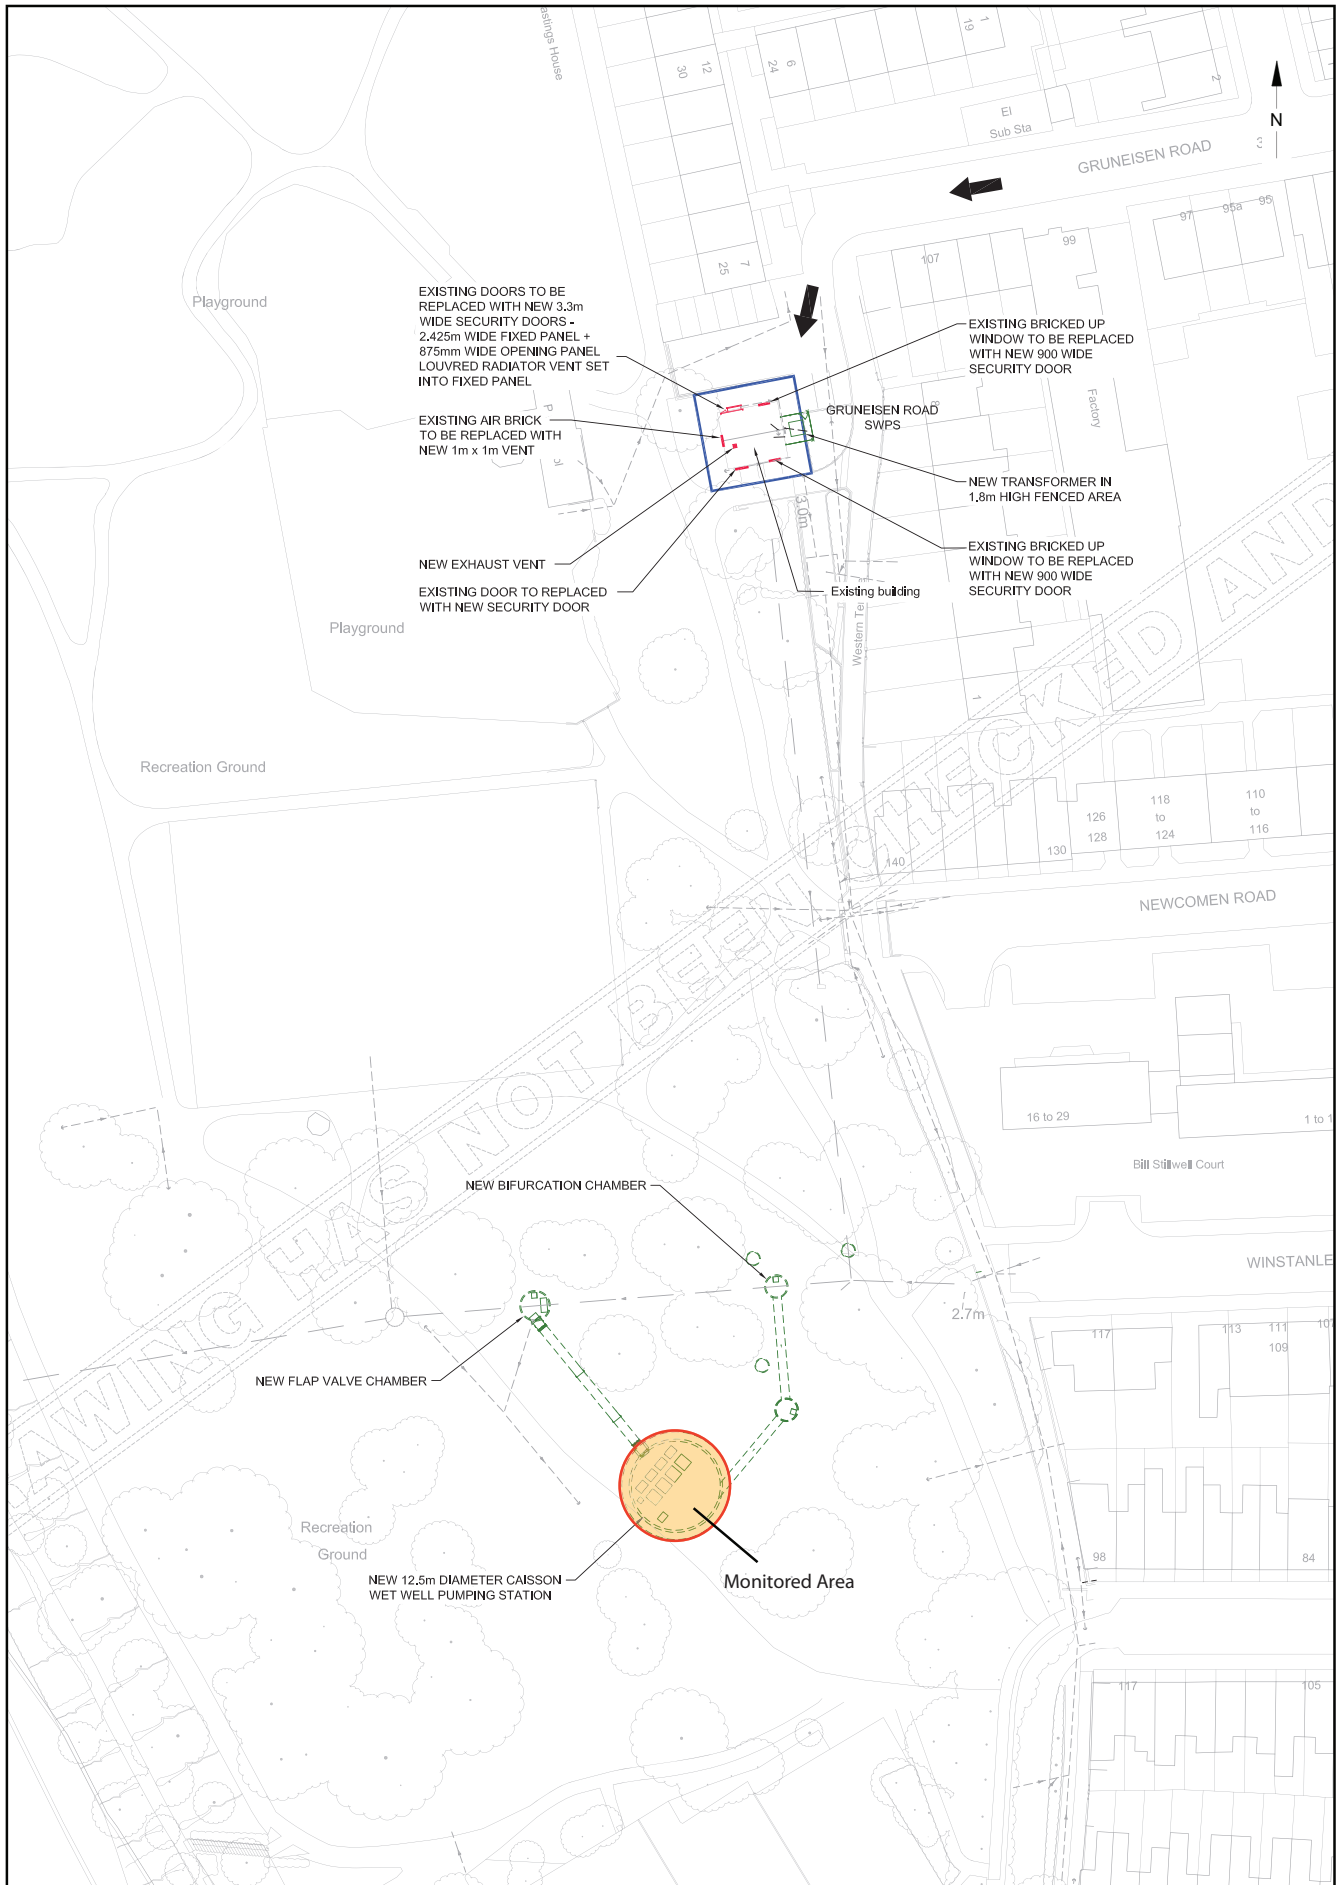 astings House
30
12
24
6
19
1
2
El
Sub Sta
N
GRUNEISEN ROAD
97
95a
95
99
107
25
7
Playground
EXISTING DOORS TO BE
REPLACED WITH NEW 3.3m
WIDE SECURITY DOORS -
2.425m WIDE FIXED PANEL +
875mm WIDE OPENING PANEL
LOUVRED RADIATOR VENT SET
INTO FIXED PANEL
EXISTING BRICKED UP
WINDOW TO BE REPLACED
WITH NEW 900 WIDE
SECURITY DOOR
EXISTING AIR BRICK
TO BE REPLACED WITH
NEW 1m x 1m VENT
GRUNEISEN ROAD
SWPS
8
Factory
NEW TRANSFORMER IN
1.8m HIGH FENCED AREA
3.0m
EXISTING BRICKED UP
WINDOW TO BE REPLACED
WITH NEW 900 WIDE
SECURITY DOOR
NEW EXHAUST VENT
EXISTING DOOR TO REPLACED
WITH NEW SECURITY DOOR
Existing building
Western Te
Playground
1
Recreation Ground
AWING HAS NOT BEEN CHECKED AND
126
128
118
to
124
110
to
116
140
130
NEWCOMEN ROAD
16 to 29
1 to 1
Bill Stillwell Court
NEW BIFURCATION CHAMBER
WINSTANLE
2.7m
117
113
111
109
107
NEW FLAP VALVE CHAMBER
Recreation
Ground
98
84
NEW 12.5m DIAMETER CAISSON
WET WELL PUMPING STATION
Monitored Area
117
105